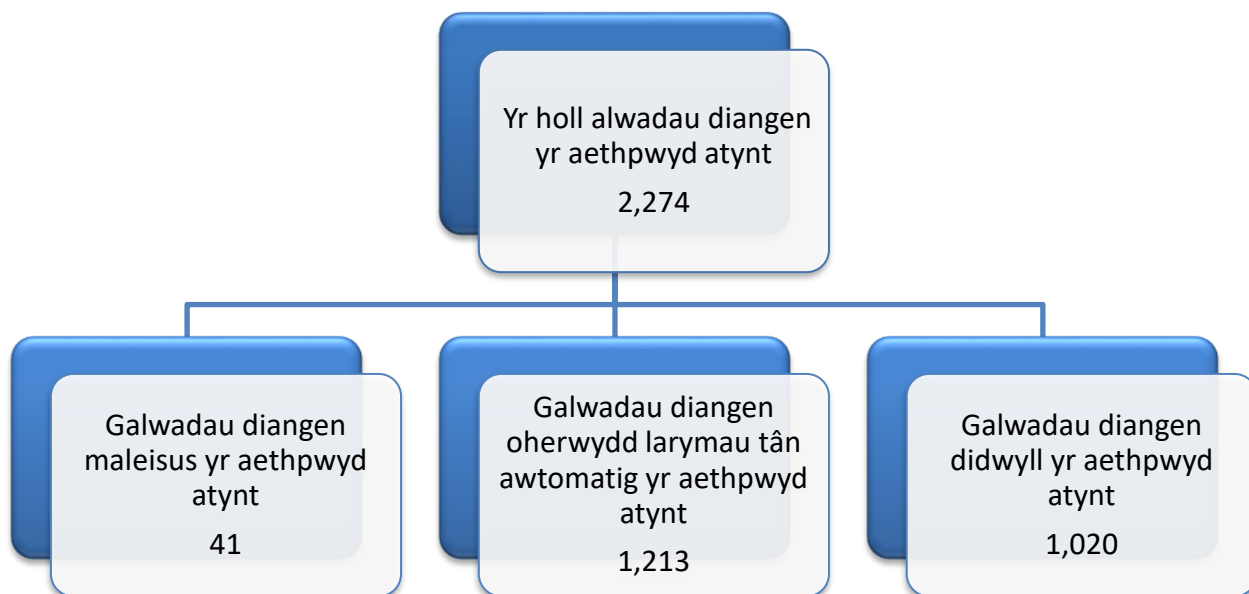 Yr holl alwadau diangen
yr aethpwyd atynt
2,274
Galwadau diangen
maleisus yr aethpwyd
atynt
41
Galwadau diangen
oherwydd larymau tân
awtomatig yr aethpwyd
atynt
1,213
Galwadau diangen
didwyll yr aethpwyd
atynt
1,020